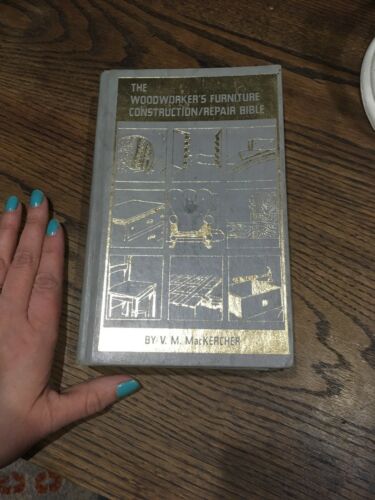 THE
WOODWORKER'S FURNITURE
CONSTRUCTION/REPAIR BIBLE
BY V. M. MacKERCHER